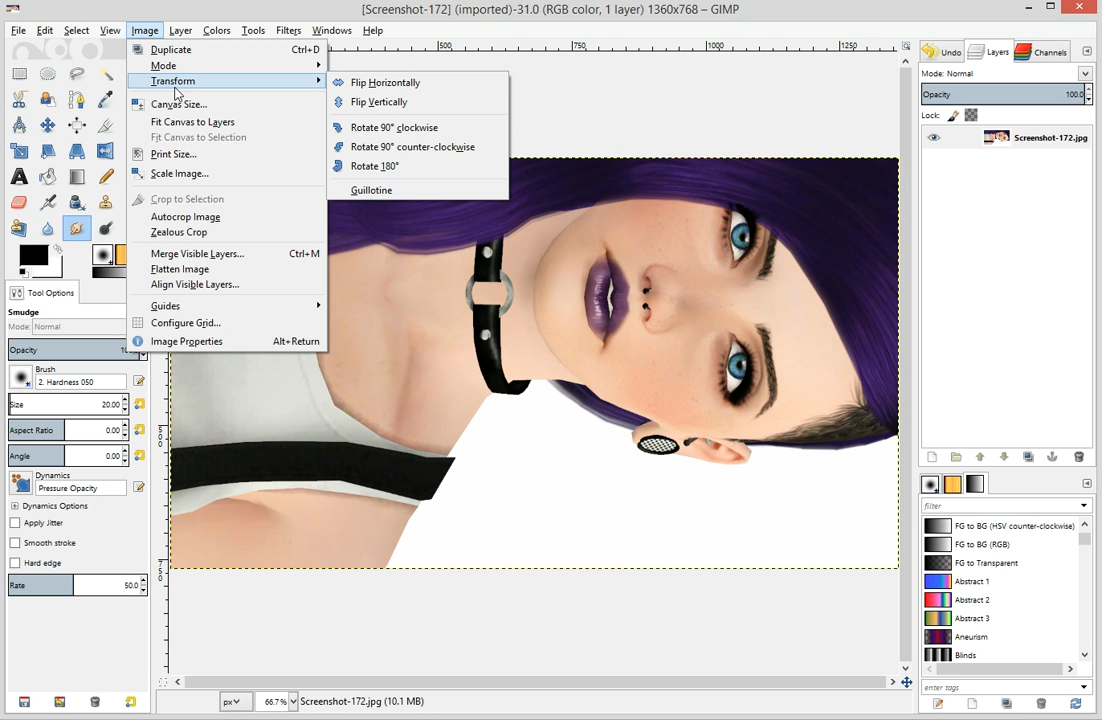 [Screenshot-172] (imported)-31.0 (RGB color, 1 layer) 1360x768 – GIMP
File Edit Select View Image Layer Colors Tools Filters Windows Help
Duplicate Ctrl+D
Mode
Transform
Canvas Size...
Fit Canvas to Layers
Fit Canvas to Selection
Print Size...
Scale Image...
Crop to Selection
Autocrop Image
Zealous Crop
Merge Visible Layers... Ctrl+M
Flatten Image
Align Visible Layers...
Guides
Configure Grid...
Image Properties Alt+Return
Flip Horizontally
Flip Vertically
Rotate 90° clockwise
Rotate 90° counter-clockwise
Rotate 180°
Guillotine
500 750 1000 1250
500
750
Tool Options
Smudge
Mode: Normal
Opacity
Brush
2. Hardness 050
Size 20.00
Aspect Ratio 0.00
Angle 0.00
Dynamics
Pressure Opacity
Dynamics Options
Apply Jitter
Smooth stroke
Hard edge
Rate 50.0
px 66.7% Screenshot-172.jpg (10.1 MB)
Undo Layers Channels
Mode: Normal
Opacity 100.0
Lock:
Screenshot-172.jpg
filter
FG to BG (HSV counter-clockwise)
FG to BG (RGB)
FG to Transparent
Abstract 1
Abstract 2
Abstract 3
Aneurism
Blinds
enter tags